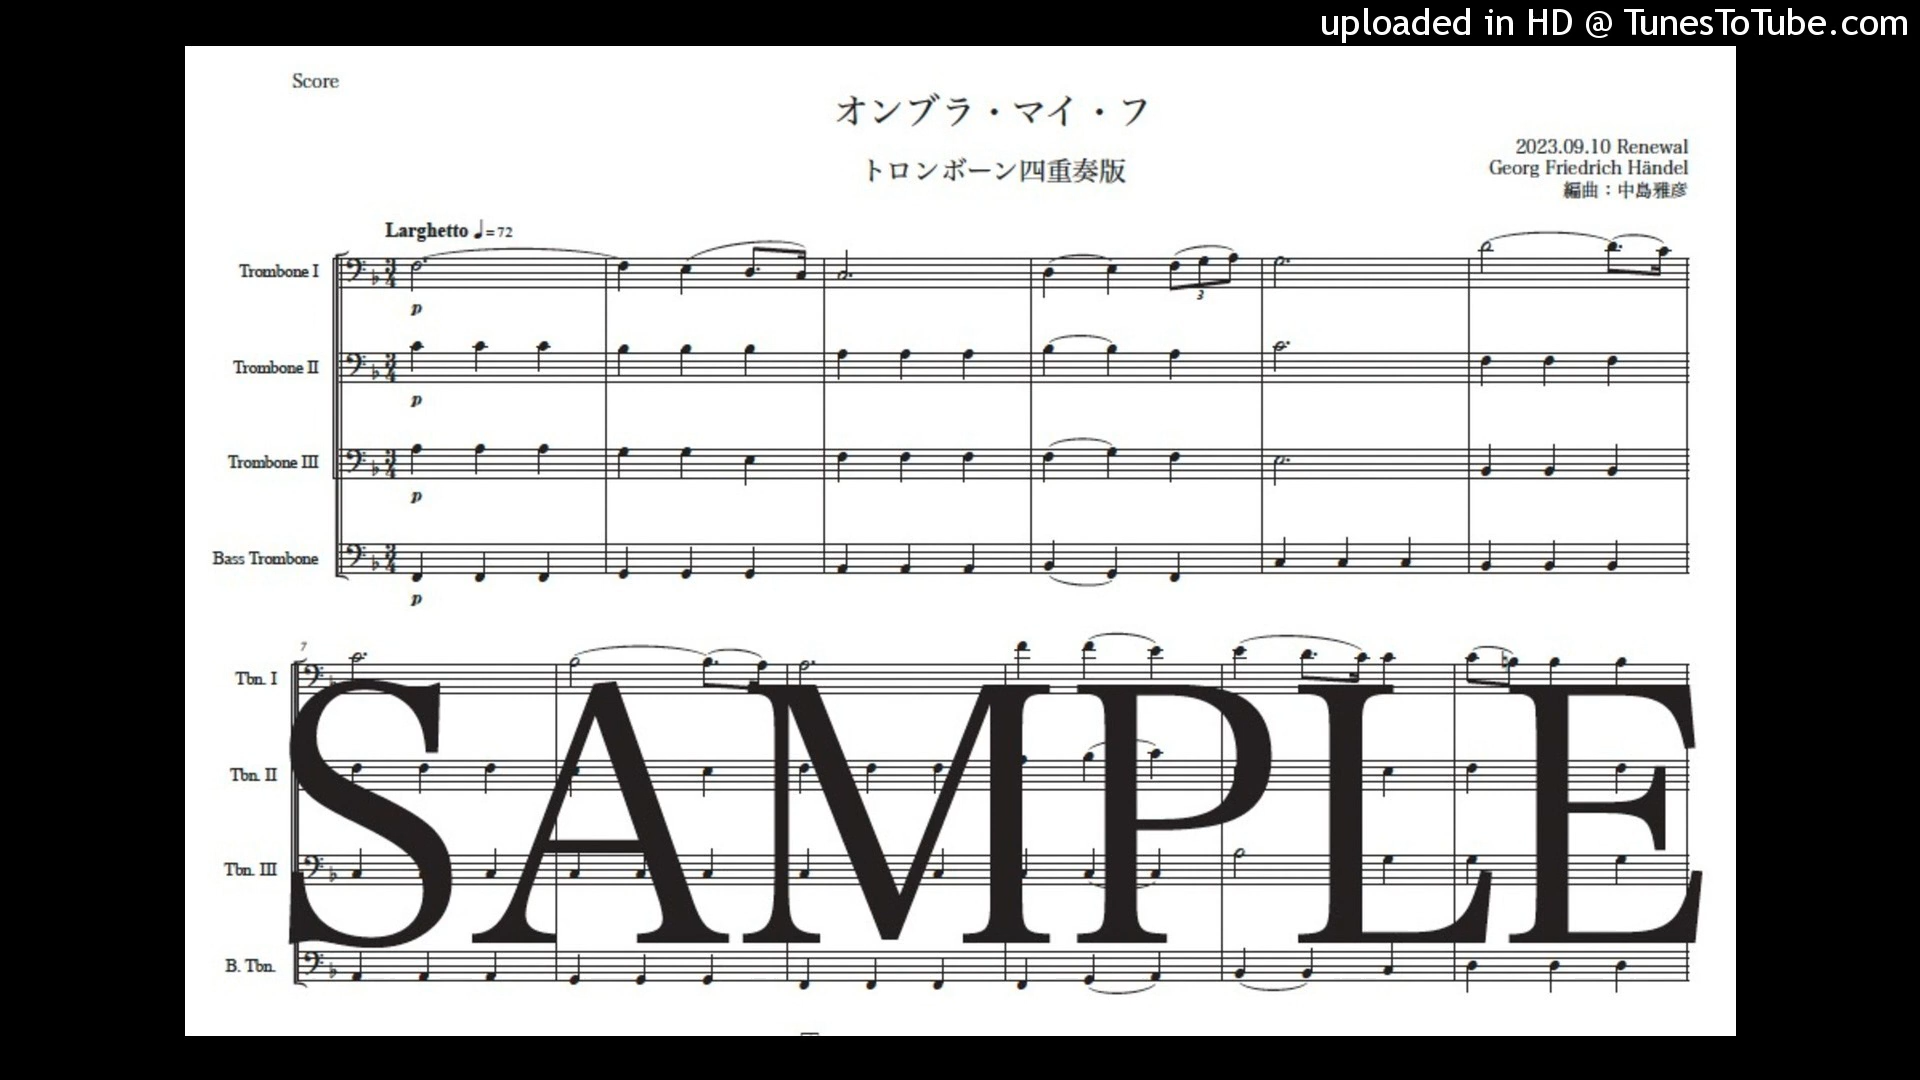 uploaded in HD @ TunesToTube.com
Score
オンブラ・マイ・フ
トロンボーン四重奏版
2023.09.10 Renewal
Georg Friedrich Händel
編曲：中島雅彦
Larghetto ♩=72
Trombone I
3
p
Trombone II
p
Trombone III
p
Bass Trombone
p
7
Tbn. I
SAMPLE
Tbn. II
Tbn. III
B. Tbn.